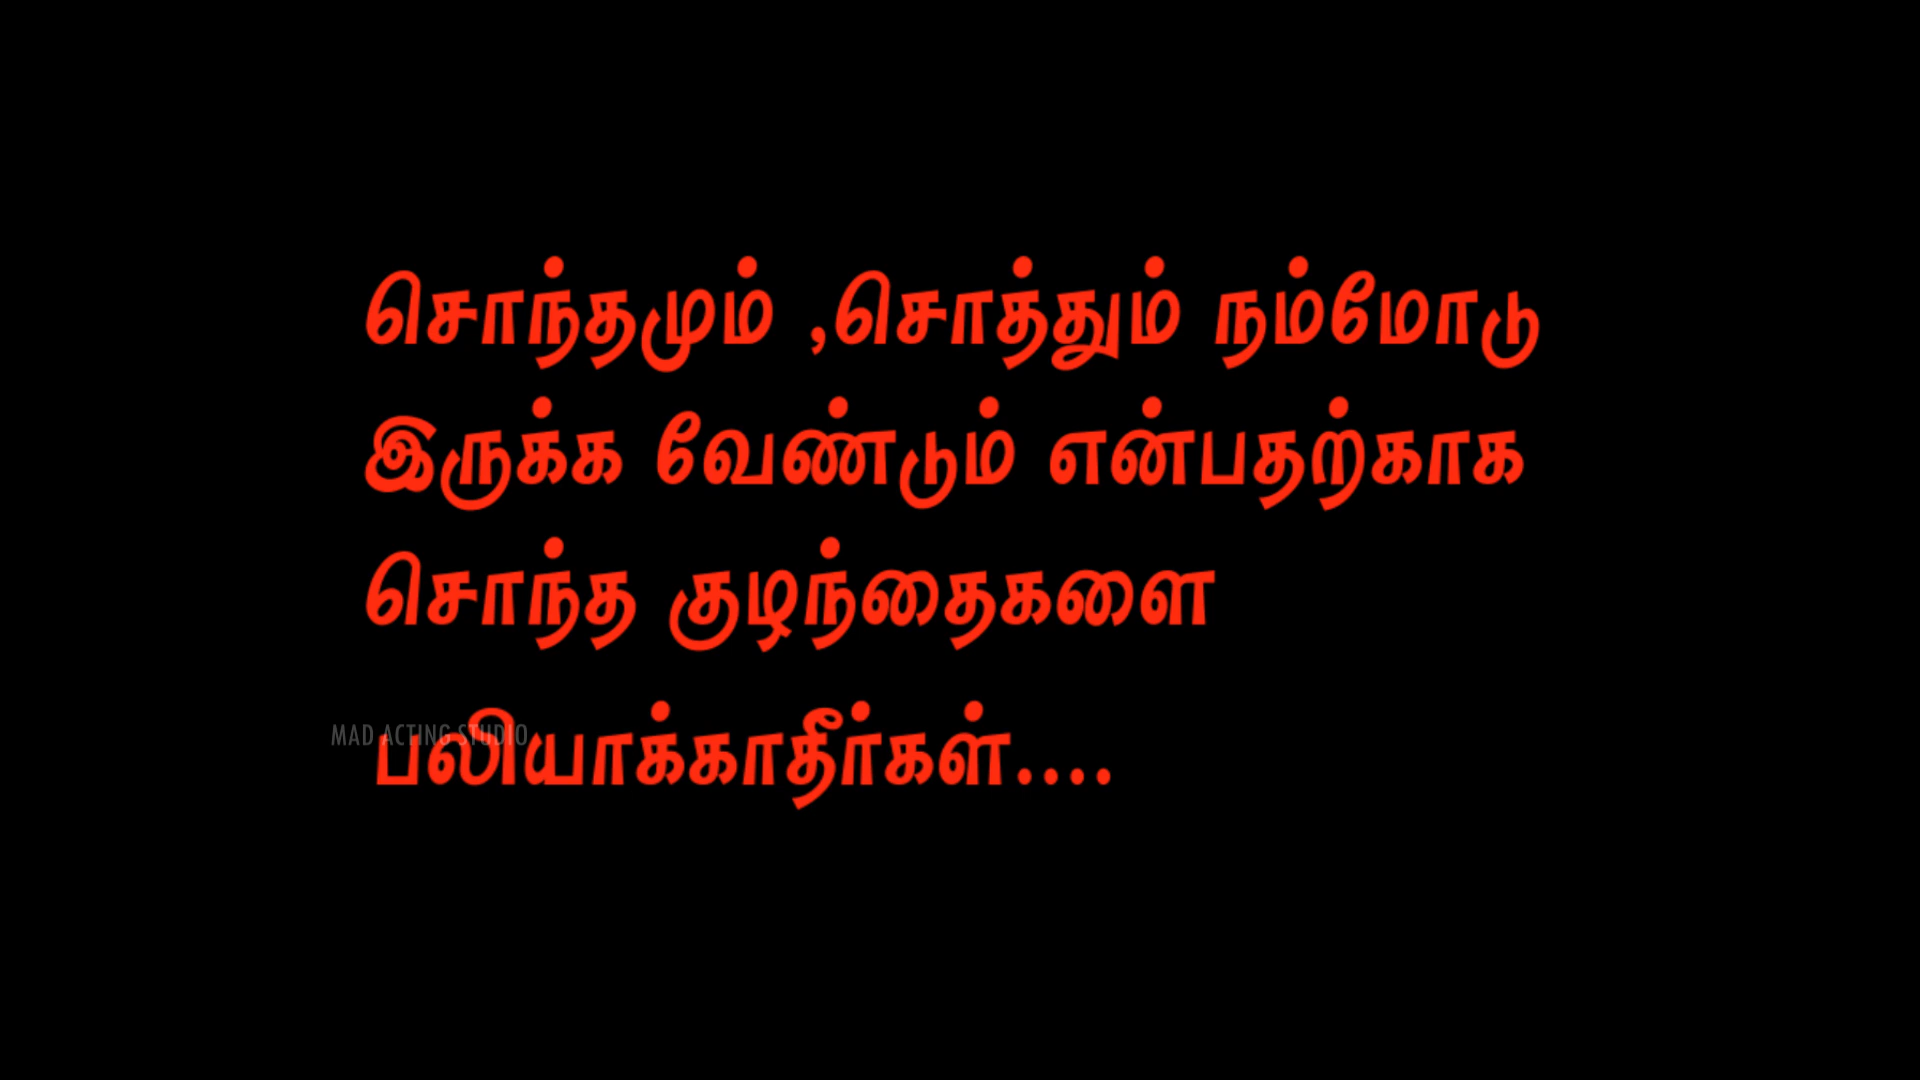 சொந்தமும் ,சொத்தும் நம்மோடு
இருக்க வேண்டும் என்பதற்காக
சொந்த குழந்தைகளை
MAD ACTING STUDIO
பலியாக்காதீர்கள்....